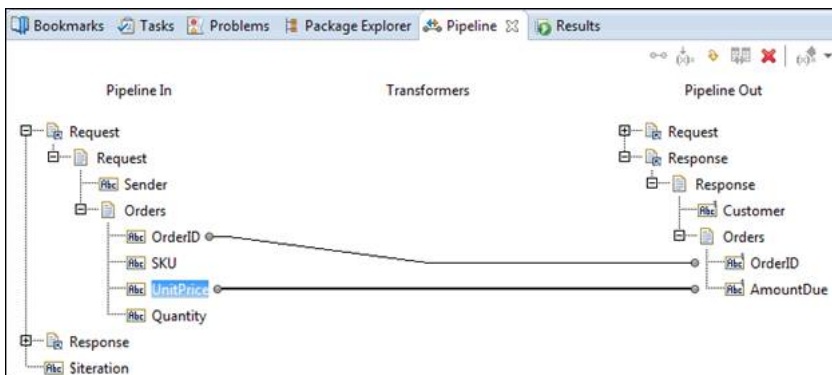 Bookmarks Tasks Problems Package Explorer Pipeline Results
Pipeline In Transformers Pipeline Out
Request Request
Request Response
Sender Response
Orders Customer
OrderID Orders
SKU OrderID
UnitPrice AmountDue
Quantity
Response
$iteration